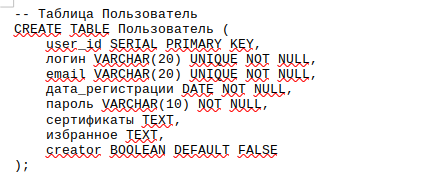 -- Таблица Пользователь
CREATE TABLE Пользователь (
    user_id SERIAL PRIMARY KEY,
    логин VARCHAR(20) UNIQUE NOT NULL,
    email VARCHAR(20) UNIQUE NOT NULL,
    дата_регистрации DATE NOT NULL,
    пароль VARCHAR(10) NOT NULL,
    сертификаты TEXT,
    избранное TEXT,
    creator BOOLEAN DEFAULT FALSE
);